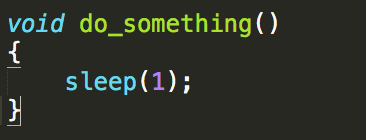 void do_something()
{
    sleep(1);
}